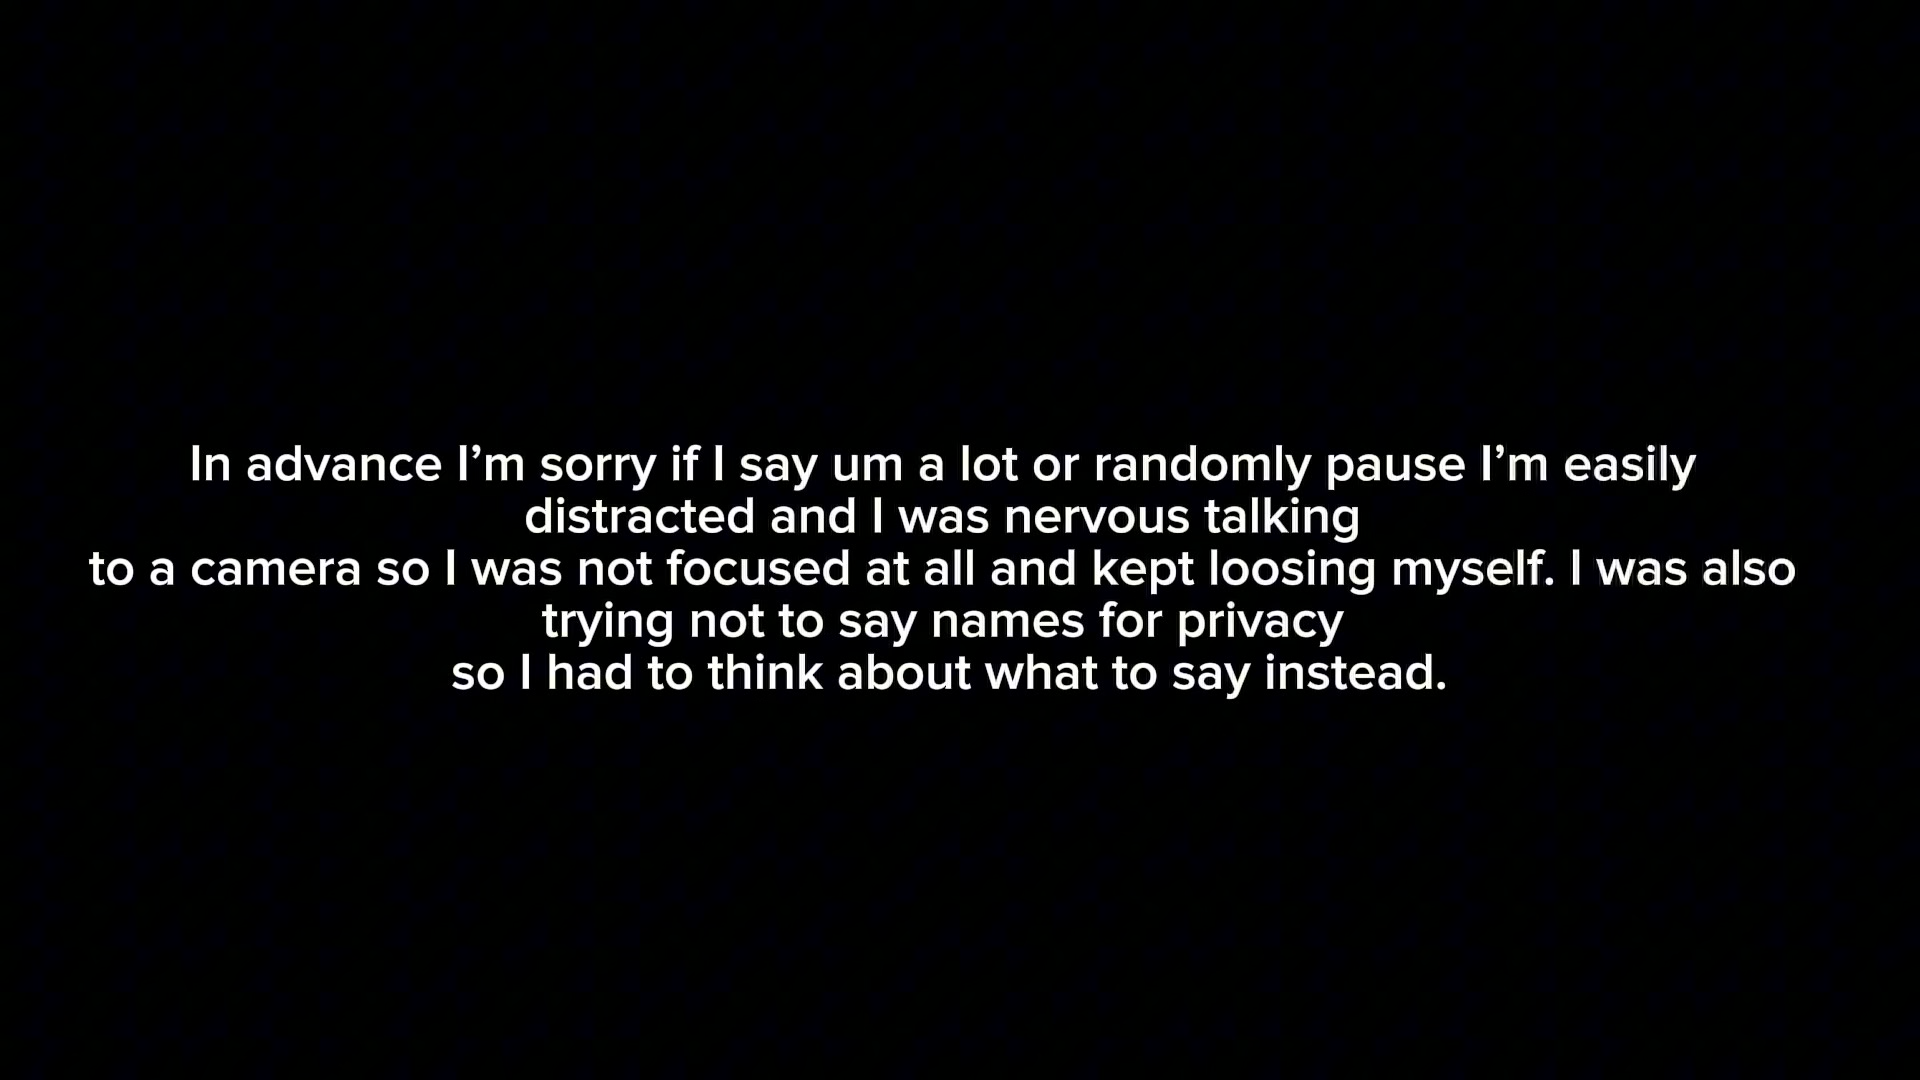 In advance I’m sorry if I say um a lot or randomly pause I’m easily
distracted and I was nervous talking
to a camera so I was not focused at all and kept loosing myself. I was also
trying not to say names for privacy
so I had to think about what to say instead.